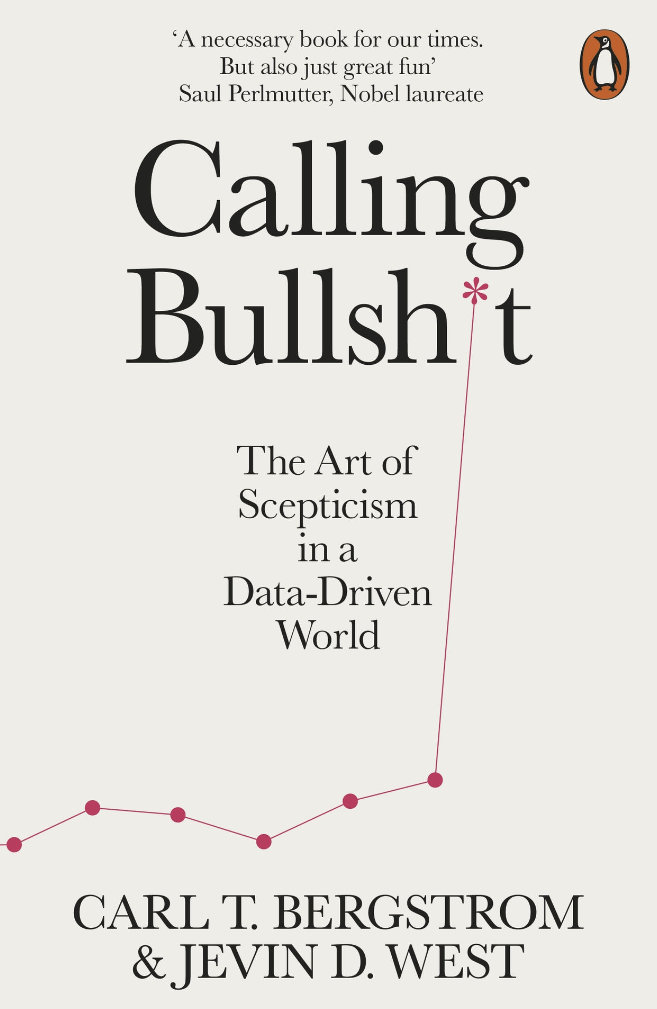 ‘A necessary book for our times.
But also just great fun’
Saul Perlmutter, Nobel laureate
Calling
Bullsh*t
The Art of
Scepticism
in a
Data-Driven
World
CARL T. BERGSTROM
& JEVIN D. WEST